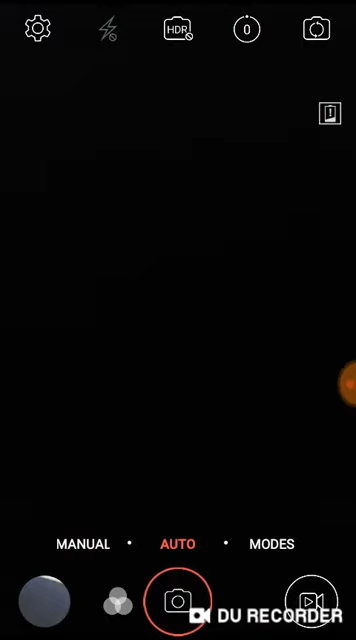 HDR 0
MANUAL • AUTO • MODES
DU RECORDER